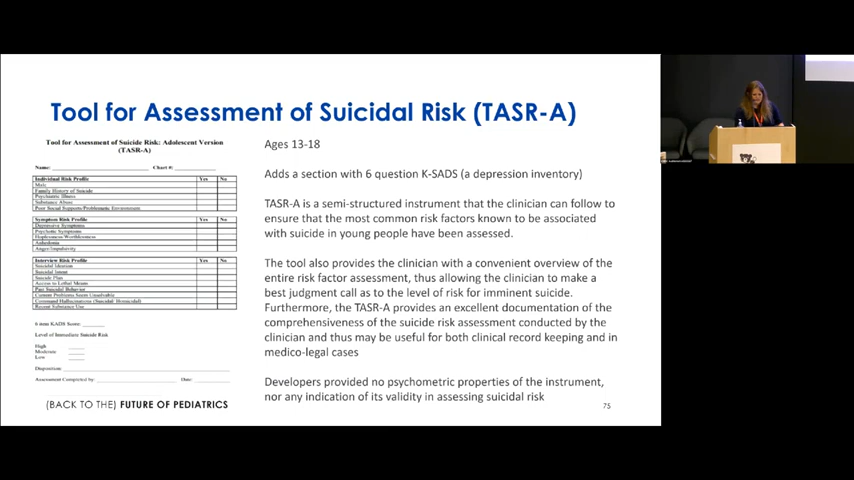 Tool for Assessment of Suicidal Risk (TASR-A)
Tool for Assessment of Suicide Risk: Adolescent Version
(TASR-A)
Name: Chart #:
Individual Risk Profile Yes No
Male
Family History of Suicide
Psychiatric Illness
Substance Abuse
Poor Social Supports/Problematic Environment
Symptom Risk Profile Yes No
Depressive Symptoms
Psychotic Symptoms
Hopelessness/Worthlessness
Anhedonia
Anger/Impulsivity
Interview Risk Profile Yes No
Suicidal Ideation
Suicidal Intent
Suicide Plan
Access to Lethal Means
Past Suicidal Behavior
Current Problems Seem Unsolvable
Command Hallucinations (Suicidal/Homicidal)
Recent Substance Use
6 item KADS Score:
Level of Immediate Suicide Risk
High
Moderate
Low
Disposition:
Assessment Completed by: Date:
Ages 13-18
Adds a section with 6 question K-SADS (a depression inventory)
TASR-A is a semi-structured instrument that the clinician can follow to
ensure that the most common risk factors known to be associated
with suicide in young people have been assessed.
The tool also provides the clinician with a convenient overview of the
entire risk factor assessment, thus allowing the clinician to make a
best judgment call as to the level of risk for imminent suicide.
Furthermore, the TASR-A provides an excellent documentation of the
comprehensiveness of the suicide risk assessment conducted by the
clinician and thus may be useful for both clinical record keeping and in
medico-legal cases
Developers provided no psychometric properties of the instrument,
nor any indication of its validity in assessing suicidal risk
(BACK TO THE) FUTURE OF PEDIATRICS
75